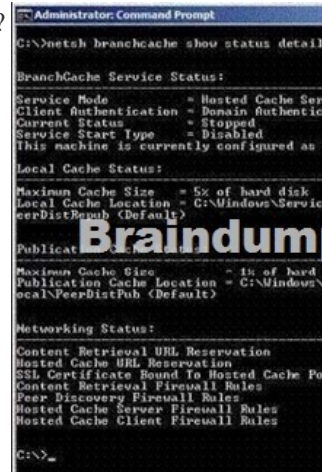 ?
Administrator: Command Prompt
C:\>netsh branchcache show status detail
BranchCache Service Status:
Service Mode = Hosted Cache Ser
Client Authentication = Domain Authentic
Current Status = Stopped
Service Start Type = Disabled
This machine is currently configured as
Local Cache Status:
Maximum Cache Size = 5% of hard disk
Local Cache Location = C:\Windows\Servic
eerDistRepub (Default)
Publication Cache Status:
Braindum
Maximum Cache Size = 1% of hard
Publication Cache Location = C:\Windows\
ocal\PeerDistPub (Default)
Networking Status:
Content Retrieval URL Reservation
Hosted Cache URL Reservation
SSL Certificate Bound To Hosted Cache Po
Content Retrieval Firewall Rules
Peer Discovery Firewall Rules
Hosted Cache Server Firewall Rules
Hosted Cache Client Firewall Rules
C:\>_